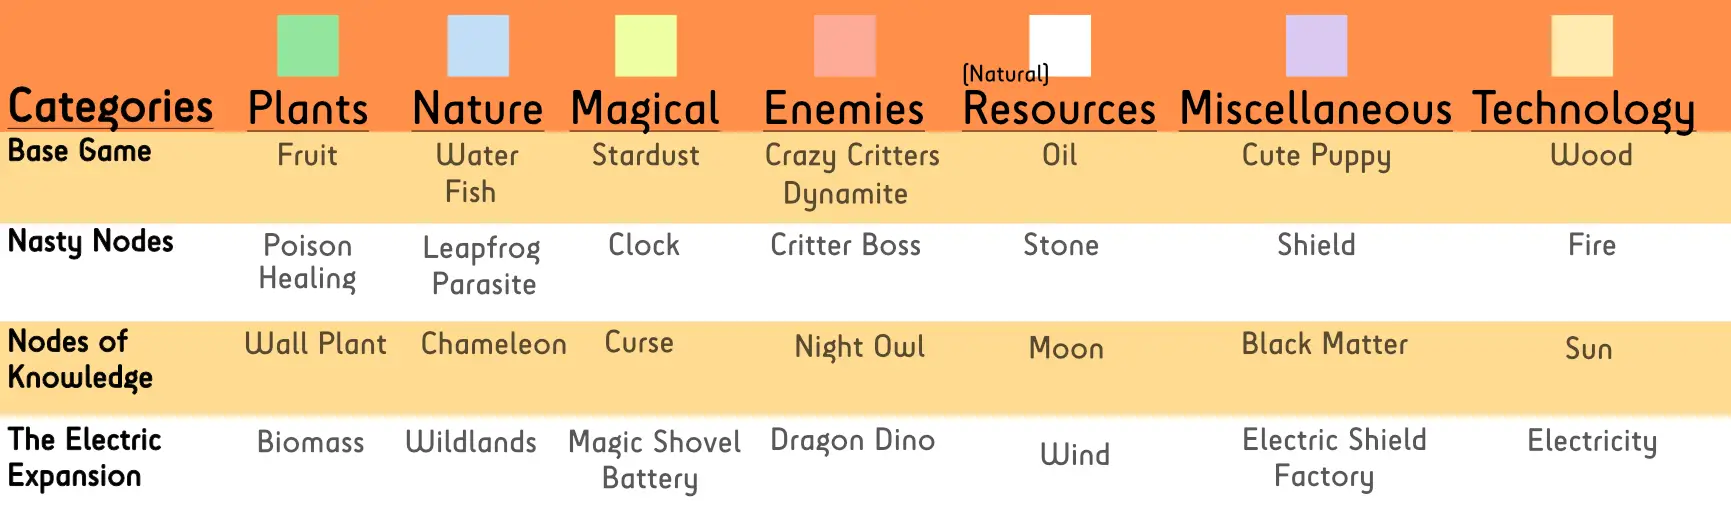 (Natural)
Categories Plants Nature Magical Enemies Resources Miscellaneous Technology
Base Game Fruit Water Stardust Crazy Critters Oil Cute Puppy Wood
Fish Dynamite
Nasty Nodes Poison Leapfrog Clock Critter Boss Stone Shield Fire
Healing Parasite
Nodes of Wall Plant Chameleon Curse Night Owl Moon Black Matter Sun
Knowledge
The Electric Biomass Wildlands Magic Shovel Dragon Dino Wind Electric Shield Electricity
Expansion Battery Factory